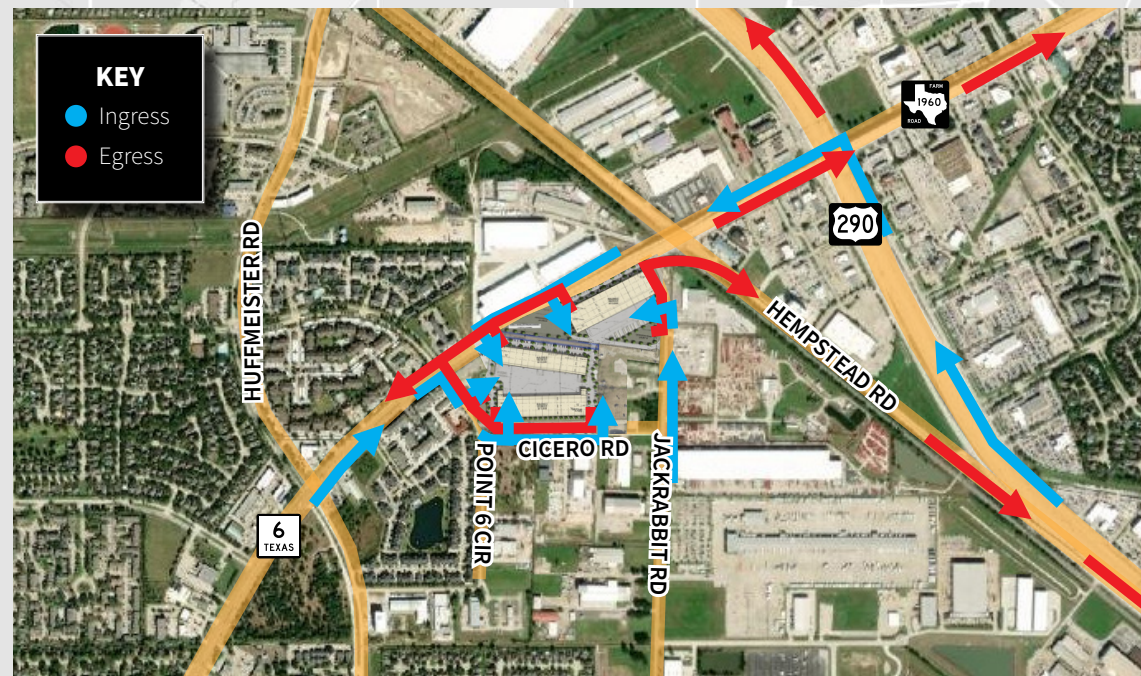 KEY
Ingress
Egress
FARM
1960
ROAD
290
HUFFMEISTER RD
HEMPSTEAD RD
CICERO RD
POINT 6 CIR
JACKRABBIT RD
6
TEXAS